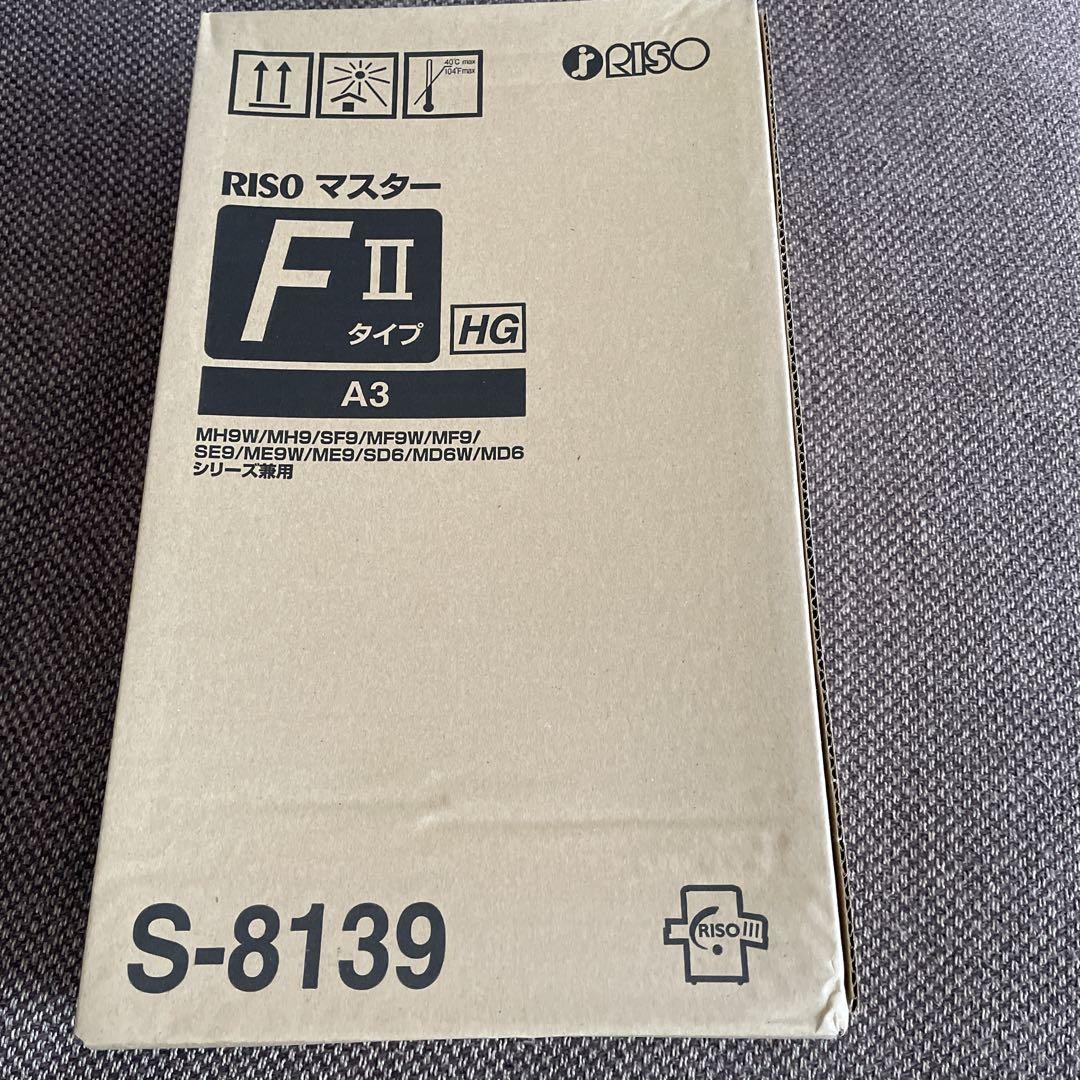 40℃ max
104°F max
RISO
RISO マスター
F II
タイプ
HG
A3
MH9W/MH9/SF9/MF9W/MF9/
SE9/ME9W/ME9/SD6/MD6W/MD6
シリーズ兼用
S-8139
RISO